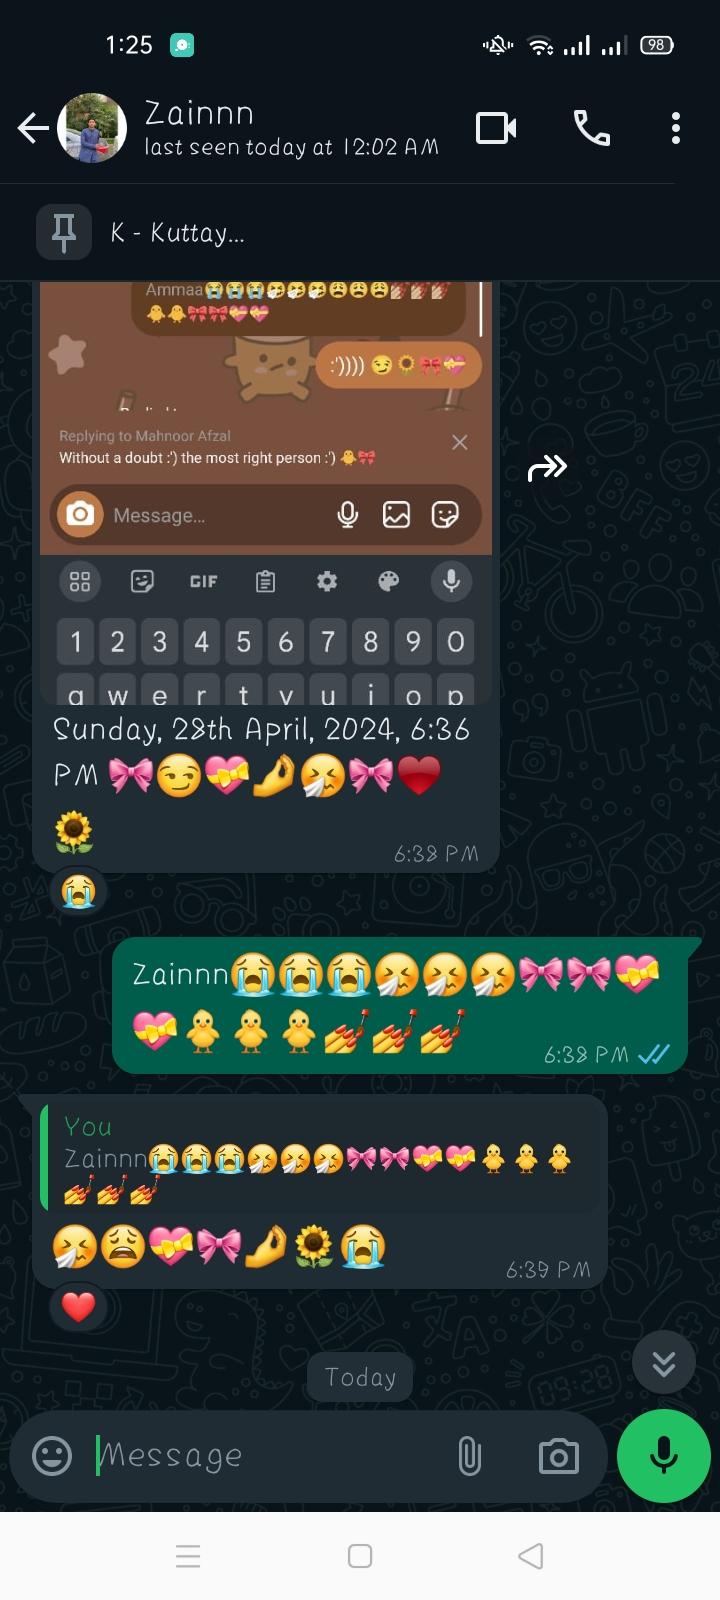 1:25
98
Zainnn
last seen today at 12:02 AM
K - Kuttay...
Ammaa😭😭😭🤧🤧🤧😩😩😩💅💅💅
🐥🐥🎀🎀💝💝
:')))) 😏🌻🎀💝
Replying to Mahnoor Afzal
Without a doubt :') the most right person :') 🐥🎀
Message...
GIF
1 2 3 4 5 6 7 8 9 0
q w e r t y u i o p
Sunday, 28th April, 2024, 6:36
PM 🎀😏💝🤌🤧🎀♥️
🌻
6:38 PM
😭
Zainnn😭😭😭🤧🤧🤧🎀🎀💝
💝🐥🐥🐥💅💅💅
6:38 PM
You
Zainnn😭😭😭🤧🤧🤧🎀🎀💝💝🐥🐥🐥
💅💅💅
🤧😩💝🎀🤌🌻😭
6:39 PM
❤️
Today
Message